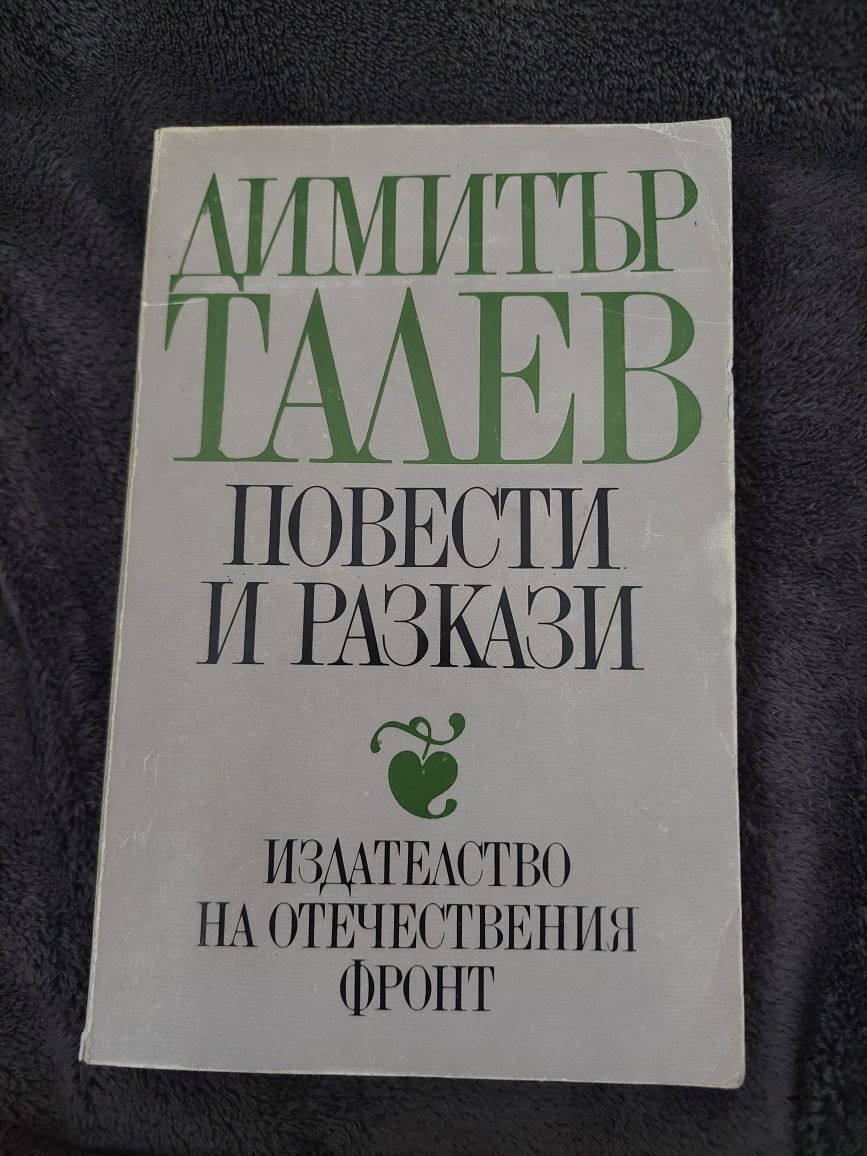 ДИМИТЪР
ТАЛЕВ
ПОВЕСТИ
И РАЗКАЗИ
ИЗДАТЕЛСТВО
НА ОТЕЧЕСТВЕНИЯ
ФРОНТ